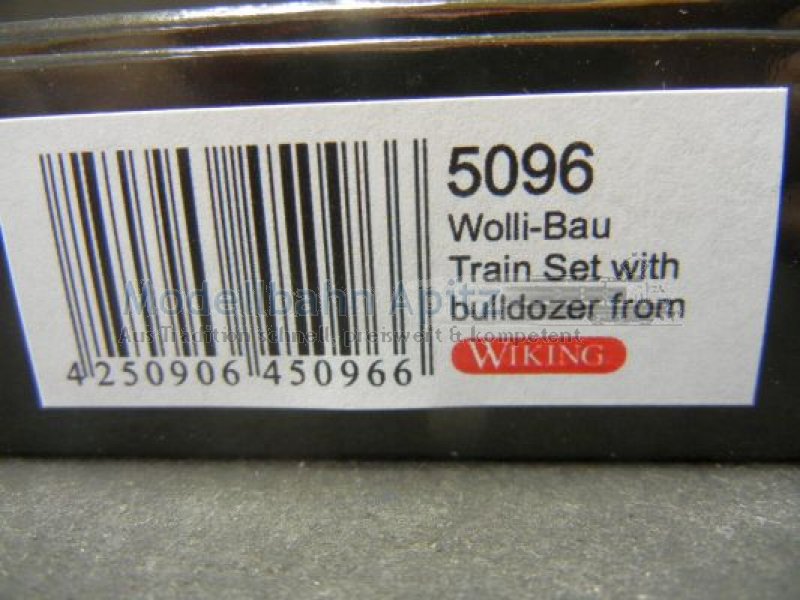 5096
Wolli-Bau
Train Set with
bulldozer from
WIKING
4 250906 450966
Modellbahn Apitz
Aus Tradition schnell, preiswert & kompetent